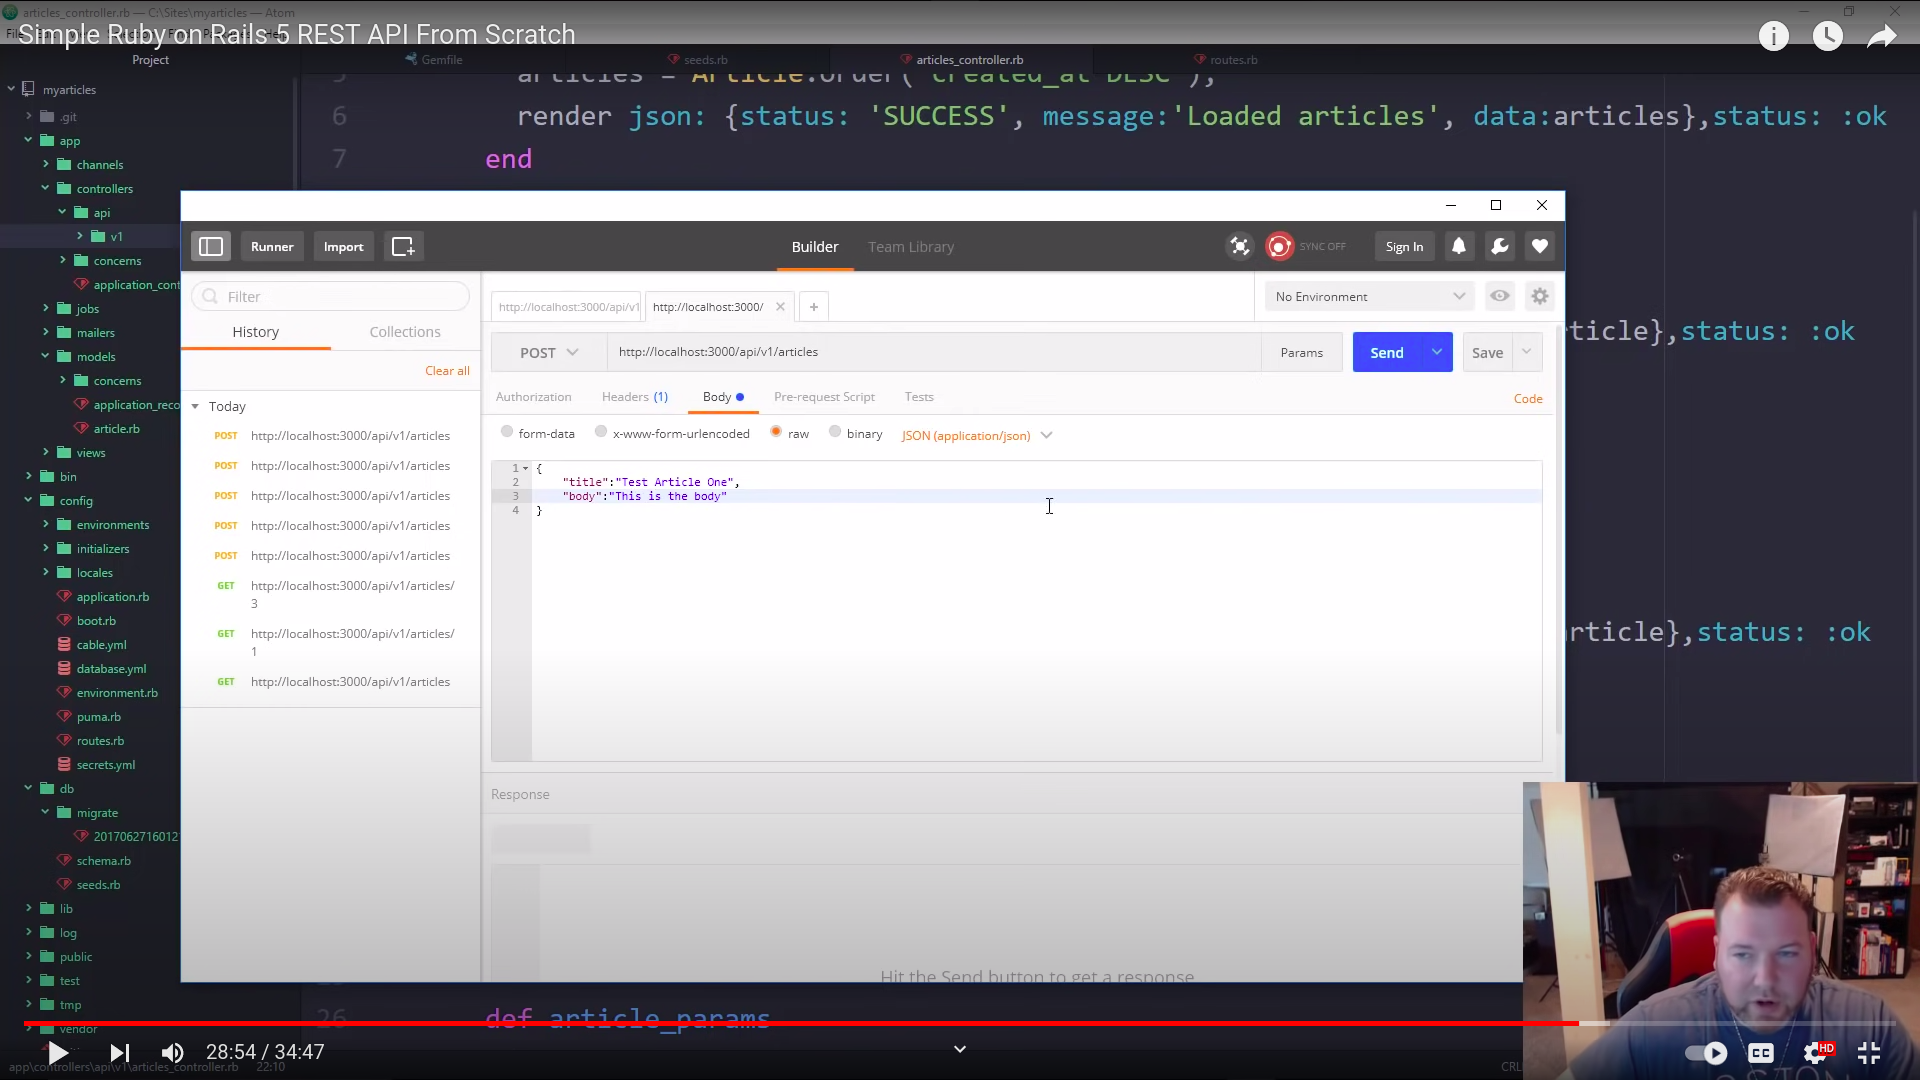 articles_controller.rb — C:\Sites\myarticles — Atom
Simple Ruby on Rails 5 REST API From Scratch
Project
Gemfile
seeds.rb
articles_controller.rb
routes.rb
myarticles
.git
app
channels
controllers
api
v1
concerns
application_cont
jobs
mailers
models
concerns
application_reco
article.rb
views
bin
config
environments
initializers
locales
application.rb
boot.rb
cable.yml
database.yml
environment.rb
puma.rb
routes.rb
secrets.yml
db
migrate
2017062716012
schema.rb
seeds.rb
lib
log
public
test
tmp
vendor
5 articles = Article.order('created_at DESC');
6 render json: {status: 'SUCCESS', message:'Loaded articles', data:articles},status: :ok
7 end
ticle},status: :ok
rticle},status: :ok
26 def article_params
Runner
Import
Builder
Team Library
SYNC OFF
Sign In
Filter
History
Collections
Clear all
Today
POST http://localhost:3000/api/v1/articles
POST http://localhost:3000/api/v1/articles
POST http://localhost:3000/api/v1/articles
POST http://localhost:3000/api/v1/articles
POST http://localhost:3000/api/v1/articles
GET http://localhost:3000/api/v1/articles/
3
GET http://localhost:3000/api/v1/articles/
1
GET http://localhost:3000/api/v1/articles
http://localhost:3000/api/v1
http://localhost:3000/
+
No Environment
POST
http://localhost:3000/api/v1/articles
Params
Send
Save
Authorization
Headers (1)
Body
Pre-request Script
Tests
Code
form-data
x-www-form-urlencoded
raw
binary
JSON (application/json)
1 {
2 "title":"Test Article One",
3 "body":"This is the body"
4 }
Response
Hit the Send button to get a response
28:54 / 34:47
CC
HD
app\controllers\api\v1\articles_controller.rb 22:10
CRL